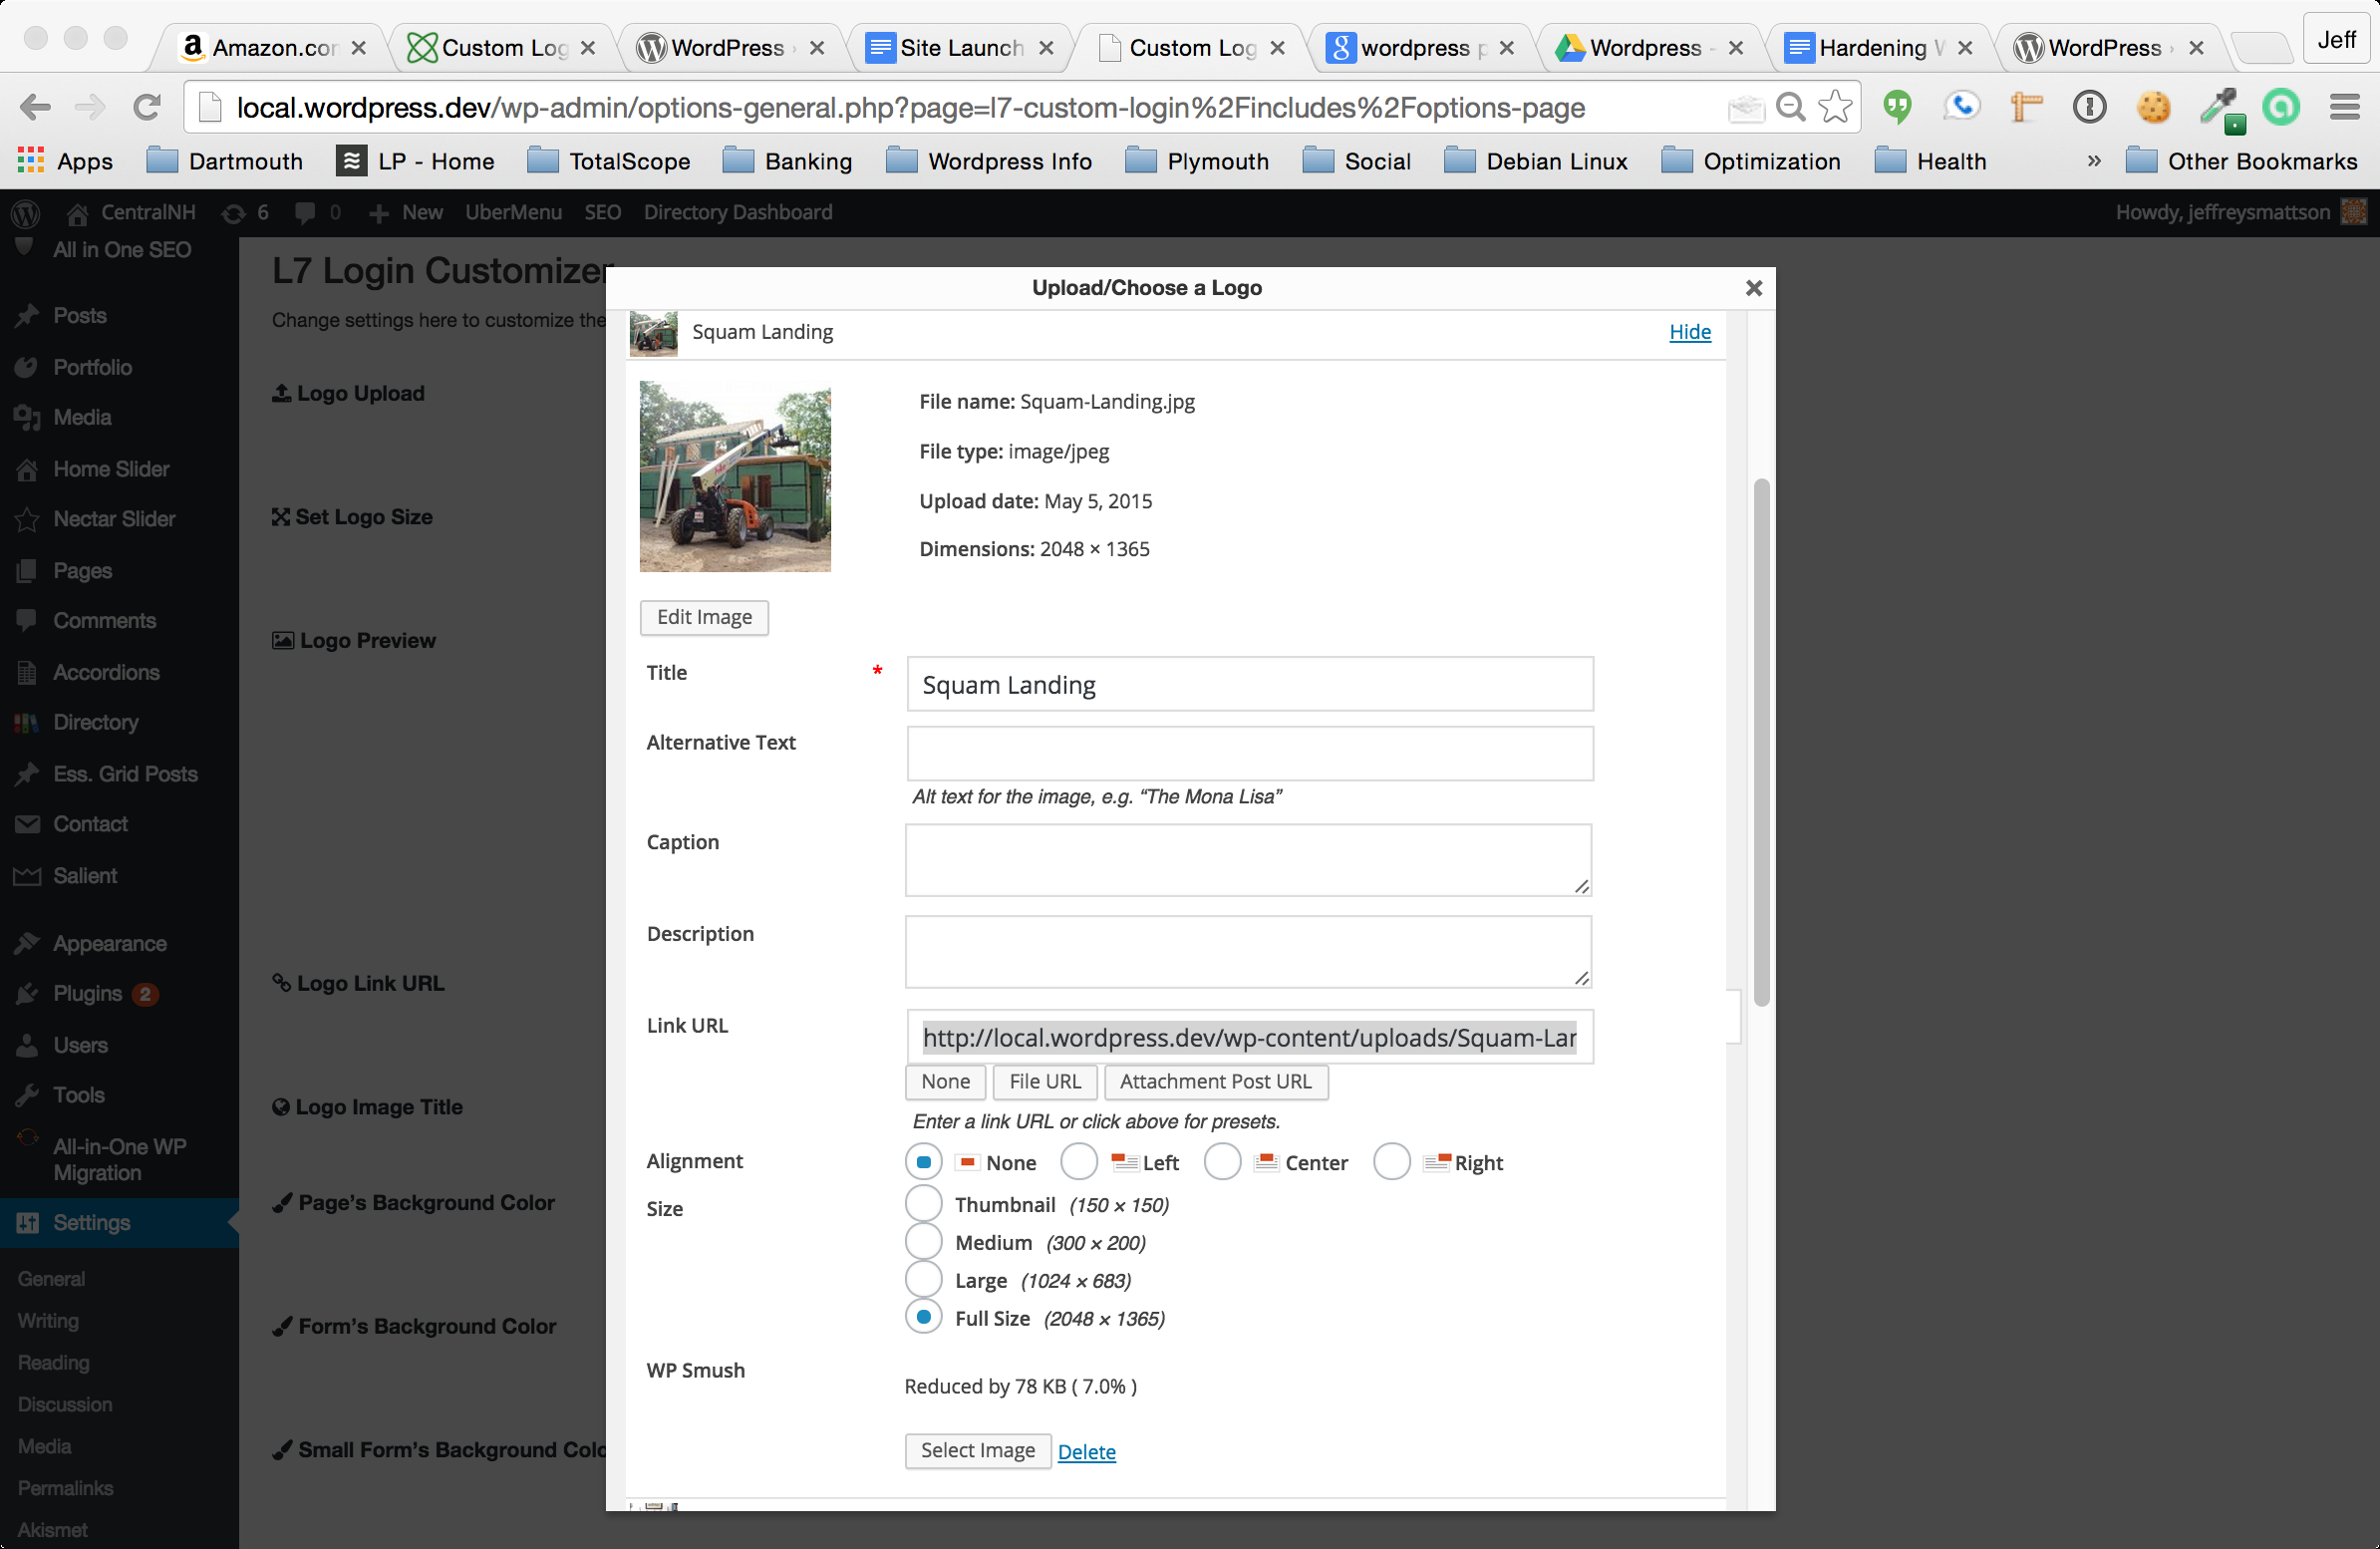 Amazon.com
Custom Log
WordPress ›
Site Launch
Custom Log
wordpress p
Wordpress -
Hardening W
WordPress ›
Jeff
local.wordpress.dev/wp-admin/options-general.php?page=l7-custom-login%2Fincludes%2Foptions-page
Apps
Dartmouth
LP - Home
TotalScope
Banking
Wordpress Info
Plymouth
Social
Debian Linux
Optimization
Health
»
Other Bookmarks
CentralNH
6
0
New
UberMenu
SEO
Directory Dashboard
Howdy, jeffreysmattson
All in One SEO
Posts
Portfolio
Media
Home Slider
Nectar Slider
Pages
Comments
Accordions
Directory
Ess. Grid Posts
Contact
Salient
Appearance
Plugins 2
Users
Tools
All-in-One WP
Migration
Settings
General
Writing
Reading
Discussion
Media
Permalinks
Akismet
L7 Login Customizer
Change settings here to customize the
Logo Upload
Set Logo Size
Logo Preview
Logo Link URL
Logo Image Title
Page’s Background Color
Form’s Background Color
Small Form’s Background Colo
Upload/Choose a Logo
Squam Landing
Hide
File name: Squam-Landing.jpg
File type: image/jpeg
Upload date: May 5, 2015
Dimensions: 2048 × 1365
Edit Image
Title *
Squam Landing
Alternative Text
Alt text for the image, e.g. “The Mona Lisa”
Caption
Description
Link URL
http://local.wordpress.dev/wp-content/uploads/Squam-Lan
None
File URL
Attachment Post URL
Enter a link URL or click above for presets.
Alignment
None
Left
Center
Right
Size
Thumbnail (150 × 150)
Medium (300 × 200)
Large (1024 × 683)
Full Size (2048 × 1365)
WP Smush
Reduced by 78 KB ( 7.0% )
Select Image
Delete